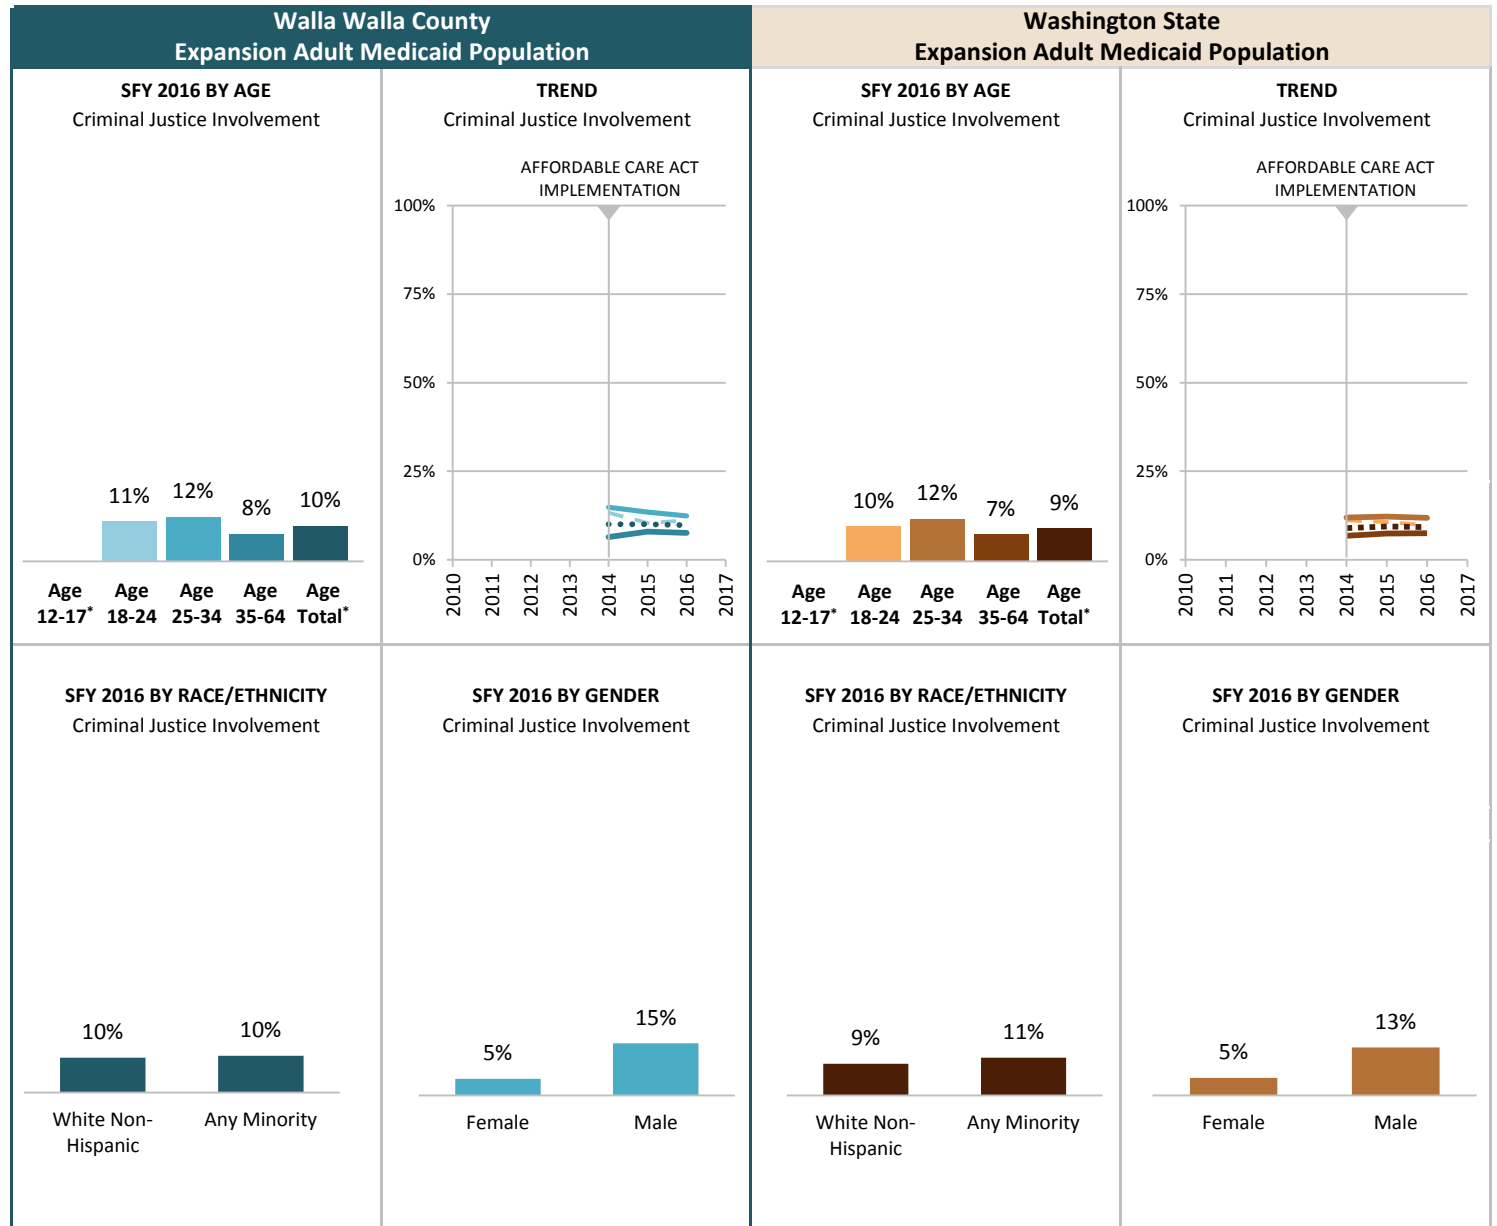 Walla Walla County
Expansion Adult Medicaid Population
Washington State
Expansion Adult Medicaid Population
SFY 2016 BY AGE
Criminal Justice Involvement
11%
12%
8%
10%
Age 12-17*
Age 18-24
Age 25-34
Age 35-64
Age Total*
TREND
Criminal Justice Involvement
AFFORDABLE CARE ACT
IMPLEMENTATION
100%
75%
50%
25%
0%
2010
2011
2012
2013
2014
2015
2016
2017
SFY 2016 BY AGE
Criminal Justice Involvement
10%
12%
7%
9%
Age 12-17*
Age 18-24
Age 25-34
Age 35-64
Age Total*
TREND
Criminal Justice Involvement
AFFORDABLE CARE ACT
IMPLEMENTATION
100%
75%
50%
25%
0%
2010
2011
2012
2013
2014
2015
2016
2017
SFY 2016 BY RACE/ETHNICITY
Criminal Justice Involvement
10%
10%
White Non-
Hispanic
Any Minority
SFY 2016 BY GENDER
Criminal Justice Involvement
5%
15%
Female
Male
SFY 2016 BY RACE/ETHNICITY
Criminal Justice Involvement
9%
11%
White Non-
Hispanic
Any Minority
SFY 2016 BY GENDER
Criminal Justice Involvement
5%
13%
Female
Male